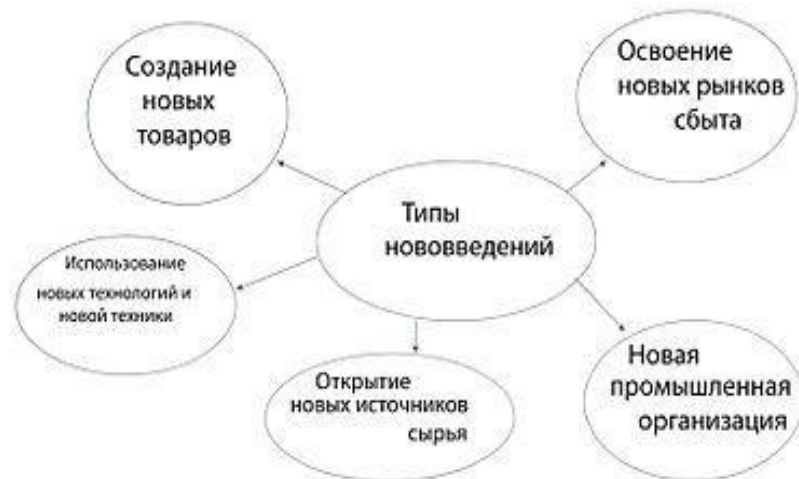 Создание
новых
товаров
Освоение
новых рынков
сбыта
Типы
нововведений
Использование
новых технологий и
новой техники
Открытие
новых источников
сырья
Новая
промышленная
организация